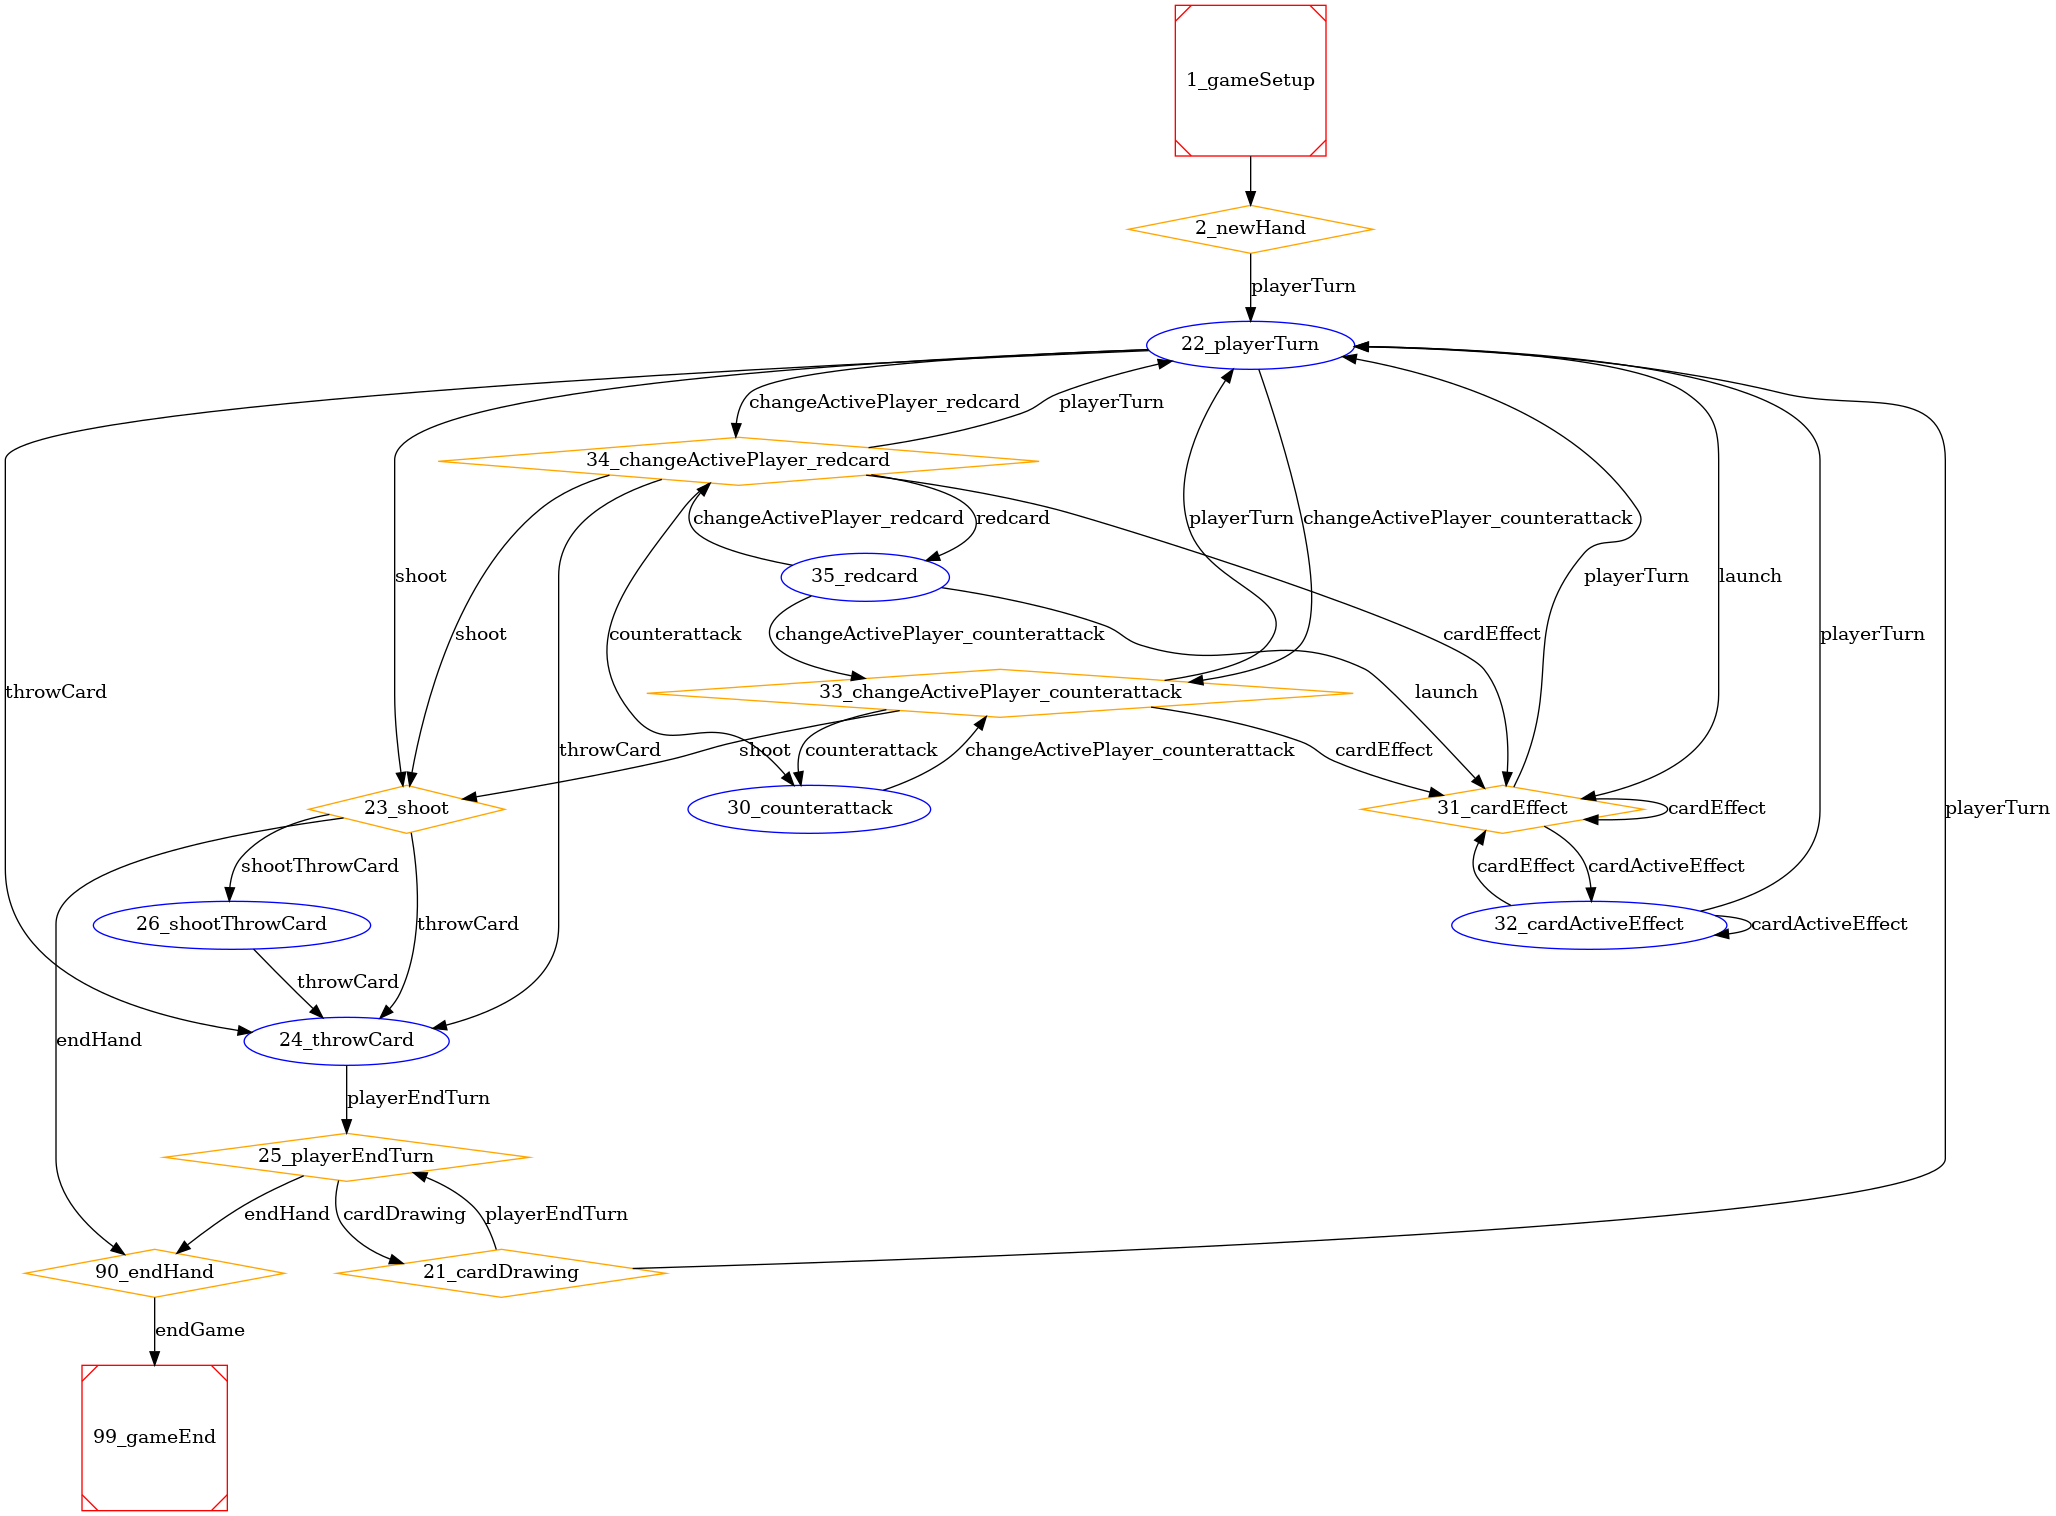 1_gameSetup
2_newHand
playerTurn
22_playerTurn
changeActivePlayer_redcard
playerTurn
34_changeActivePlayer_redcard
changeActivePlayer_redcard
redcard
playerTurn
changeActivePlayer_counterattack
shoot
35_redcard
playerTurn
launch
shoot
counterattack
changeActivePlayer_counterattack
cardEffect
playerTurn
throwCard
33_changeActivePlayer_counterattack
launch
throwCard
shoot
counterattack
changeActivePlayer_counterattack
cardEffect
23_shoot
30_counterattack
31_cardEffect
cardEffect
playerTurn
shootThrowCard
cardEffect
cardActiveEffect
26_shootThrowCard
throwCard
32_cardActiveEffect
cardActiveEffect
throwCard
endHand
24_throwCard
playerEndTurn
25_playerEndTurn
endHand
cardDrawing
playerEndTurn
90_endHand
21_cardDrawing
endGame
99_gameEnd